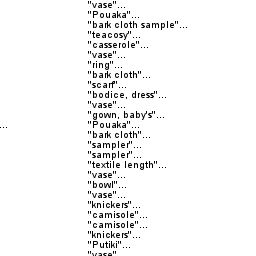 "vase"...
"Pouaka"...
"bark cloth sample"...
"teacosy"...
"casserole"...
"vase"...
"ring"...
"bark cloth"...
"scarf"...
"bodice, dress"...
"vase"...
"gown, baby's"...
... "Pouaka"...
"bark cloth"...
"sampler"...
"sampler"...
"textile length"...
"vase"...
"bowl"...
"vase"...
"knickers"...
"camisole"...
"camisole"...
"knickers"...
"Putiki"...
"vase"